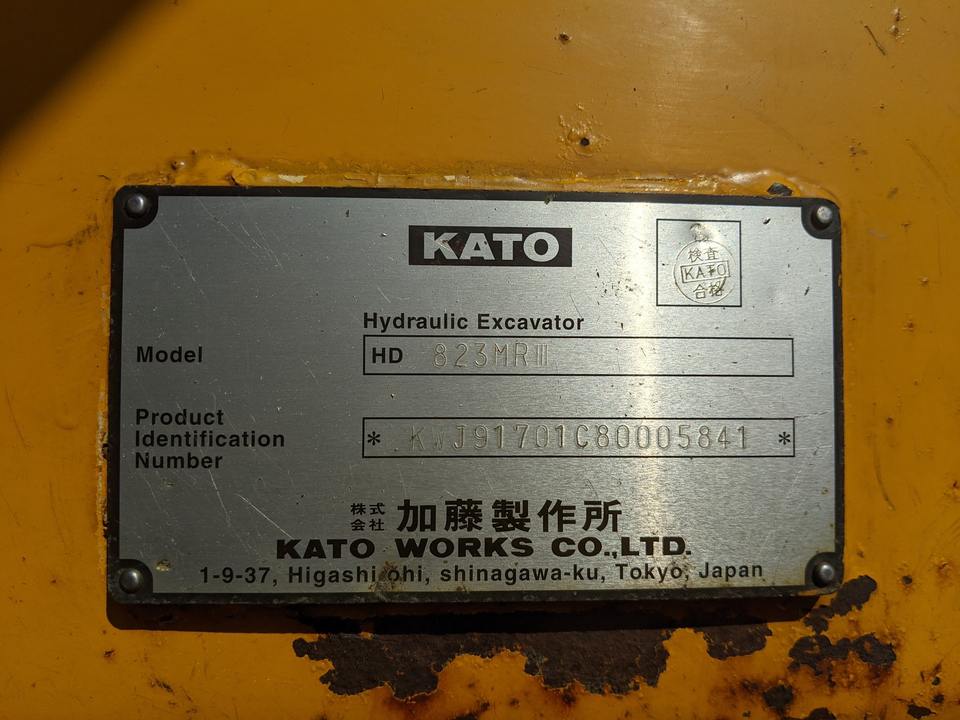 KATO
検査
KATO
合格
Hydraulic Excavator
Model
HD 823MRⅢ
Product
Identification
Number
* KWJ91701C80005841 *
株式
会社
加藤製作所
KATO WORKS CO.,LTD.
1-9-37, Higashi ohi, shinagawa-ku, Tokyo, Japan